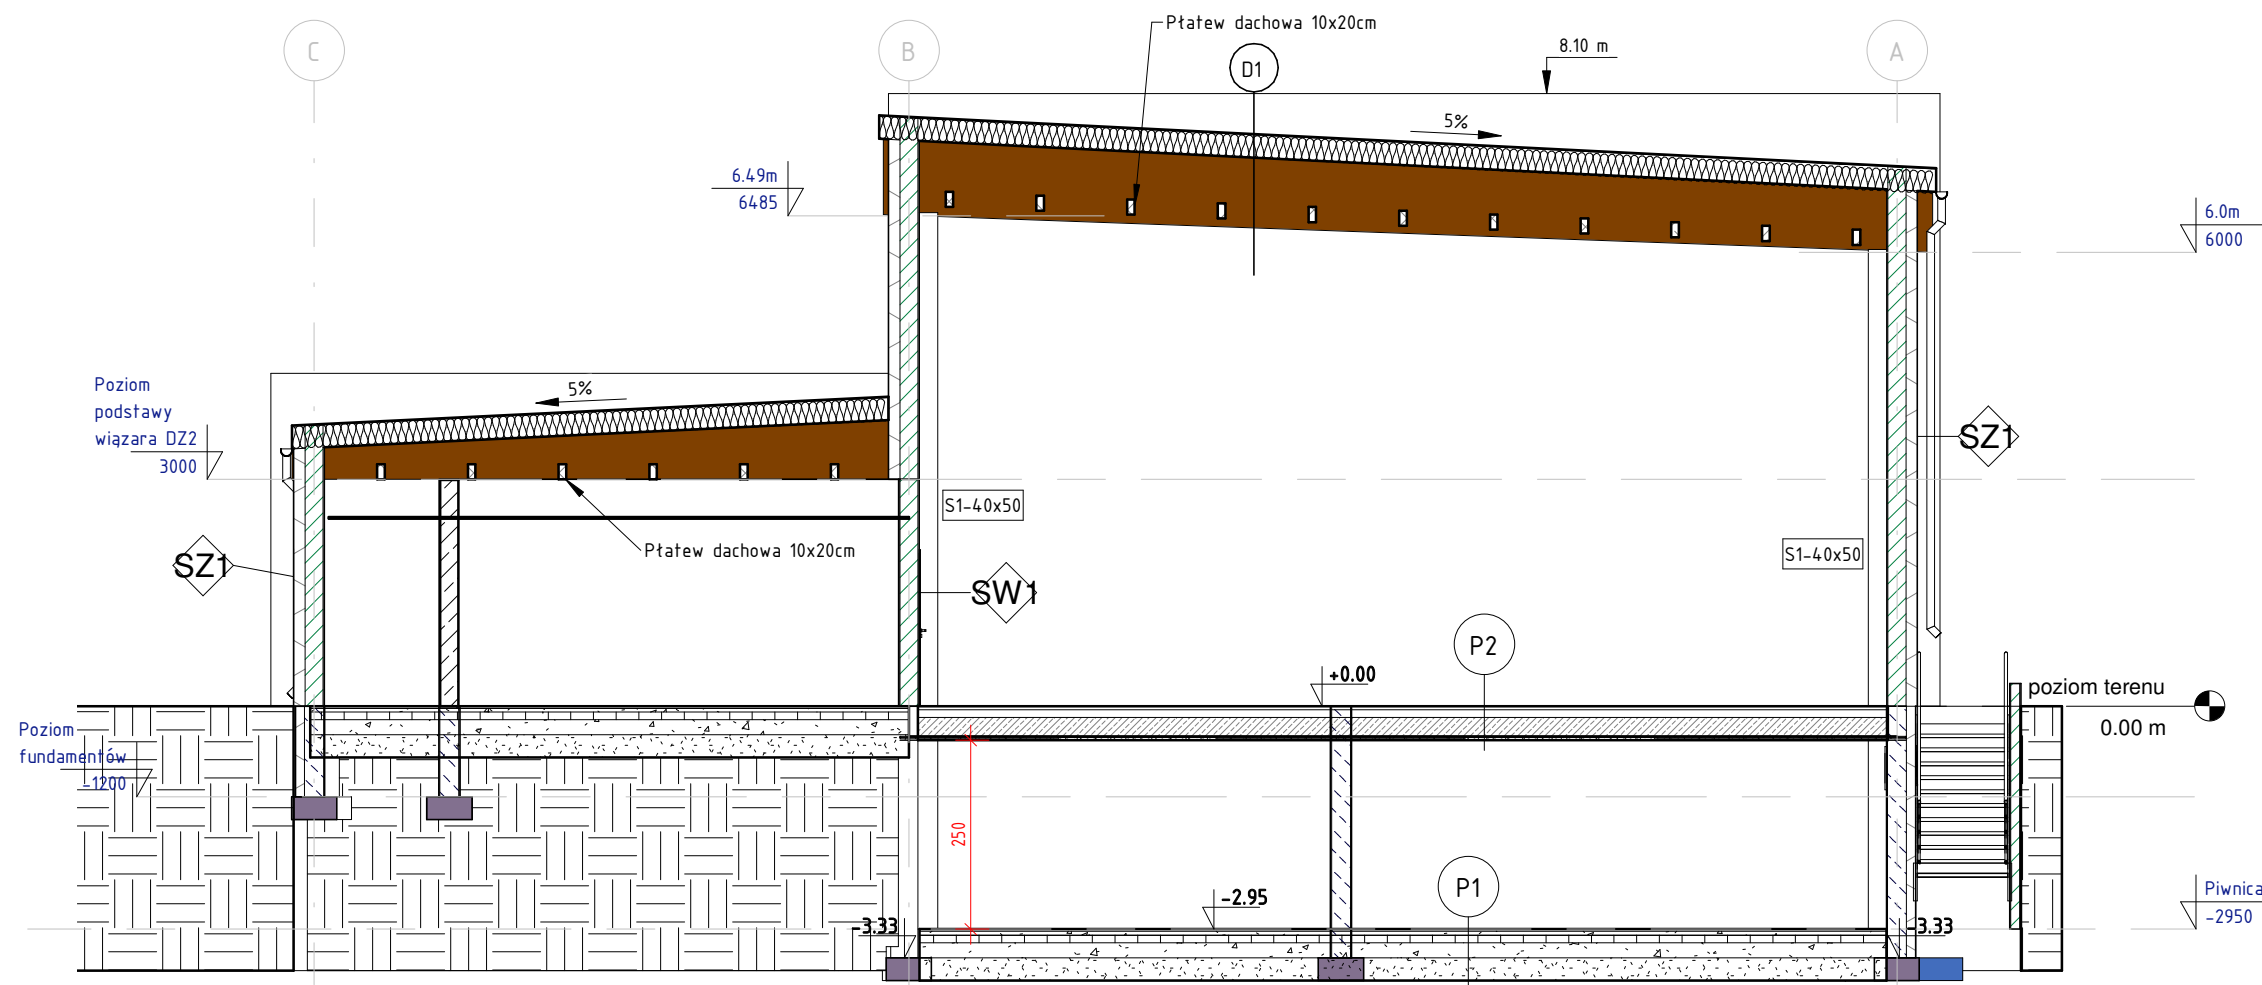 Płatew dachowa 10x20cm
C
B
A
D1
8.10 m
5%
6.49m
6485
6.0m
6000
Poziom
podstawy
wiązara DZ2
3000
5%
S1-40x50
SZ1
S1-40x50
Płatew dachowa 10x20cm
SZ1
SW1
P2
+0.00
poziom terenu
0.00 m
Poziom
fundamentów
-1200
250
P1
-2.95
Piwnica
-2950
-3.33
-3.33